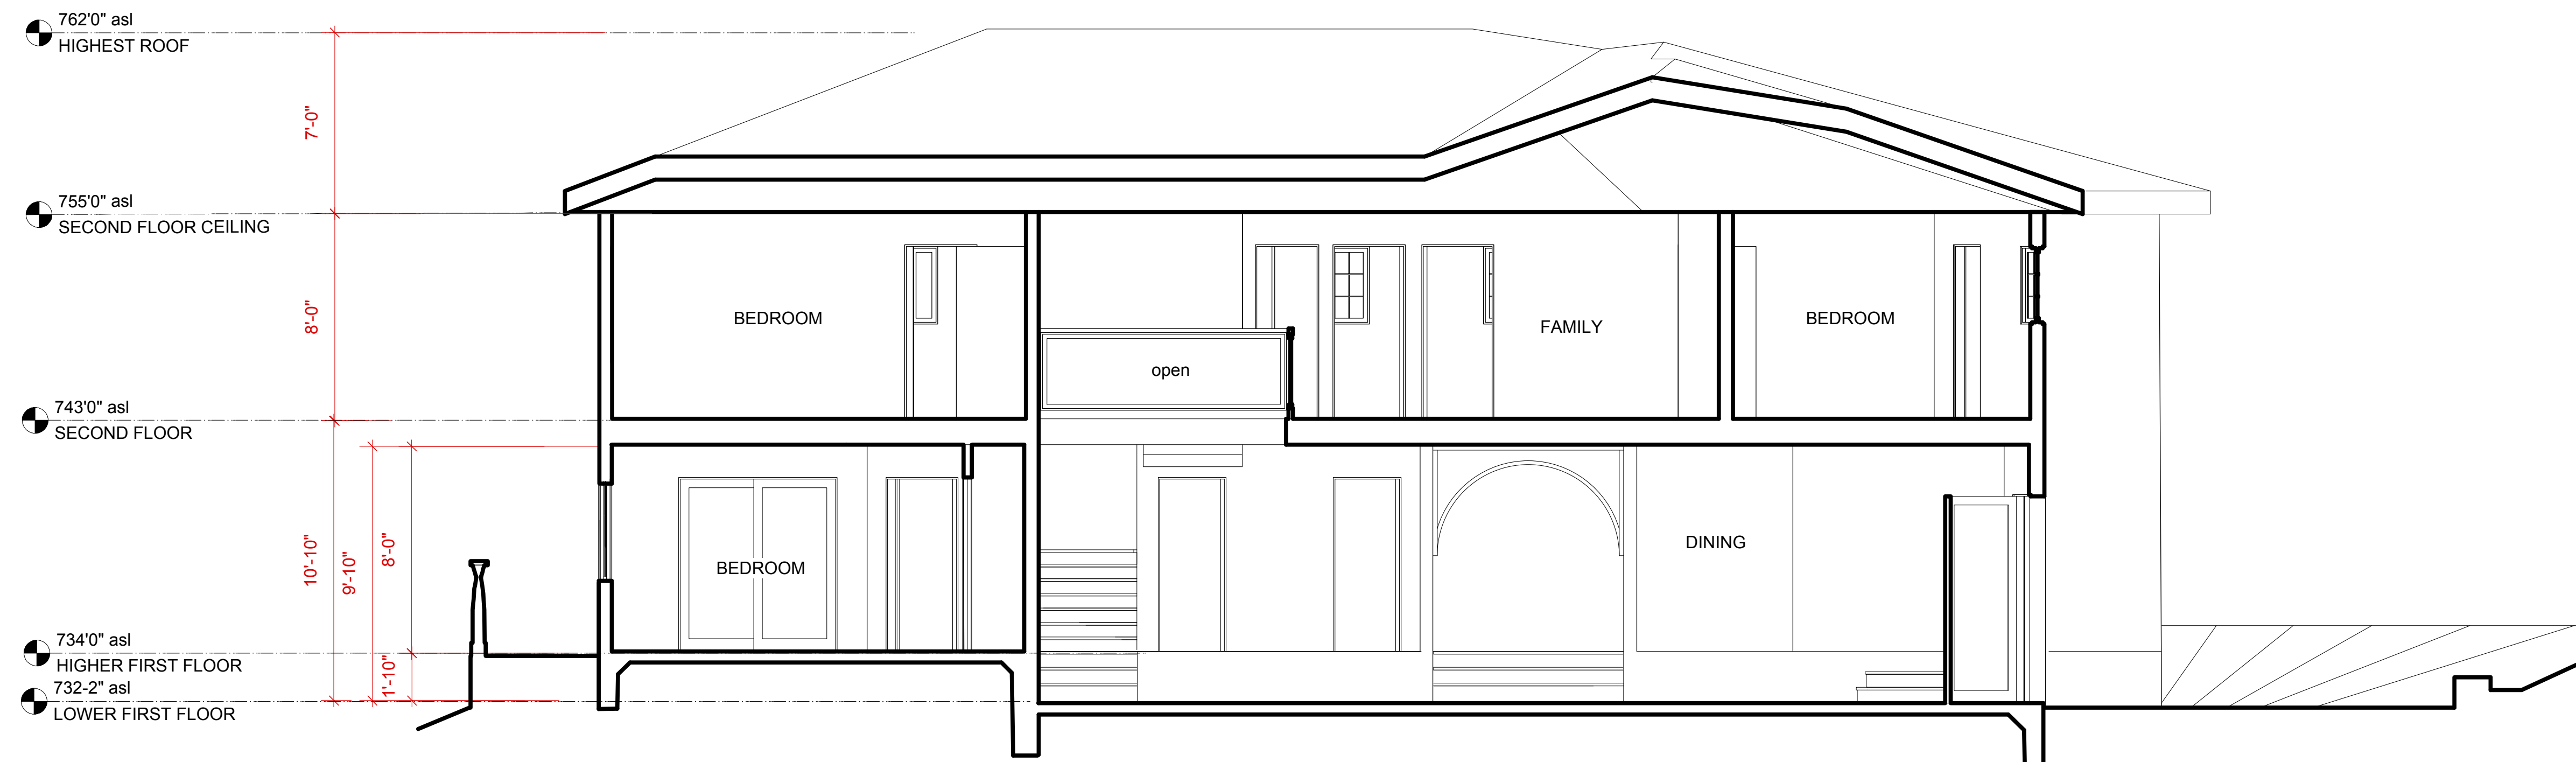 762'0" asl
HIGHEST ROOF
7'-0"
755'0" asl
SECOND FLOOR CEILING
8'-0"
BEDROOM
open
FAMILY
BEDROOM
743'0" asl
SECOND FLOOR
10'-10"
9'-10"
8'-0"
BEDROOM
DINING
734'0" asl
HIGHER FIRST FLOOR
1'-10"
732-2" asl
LOWER FIRST FLOOR